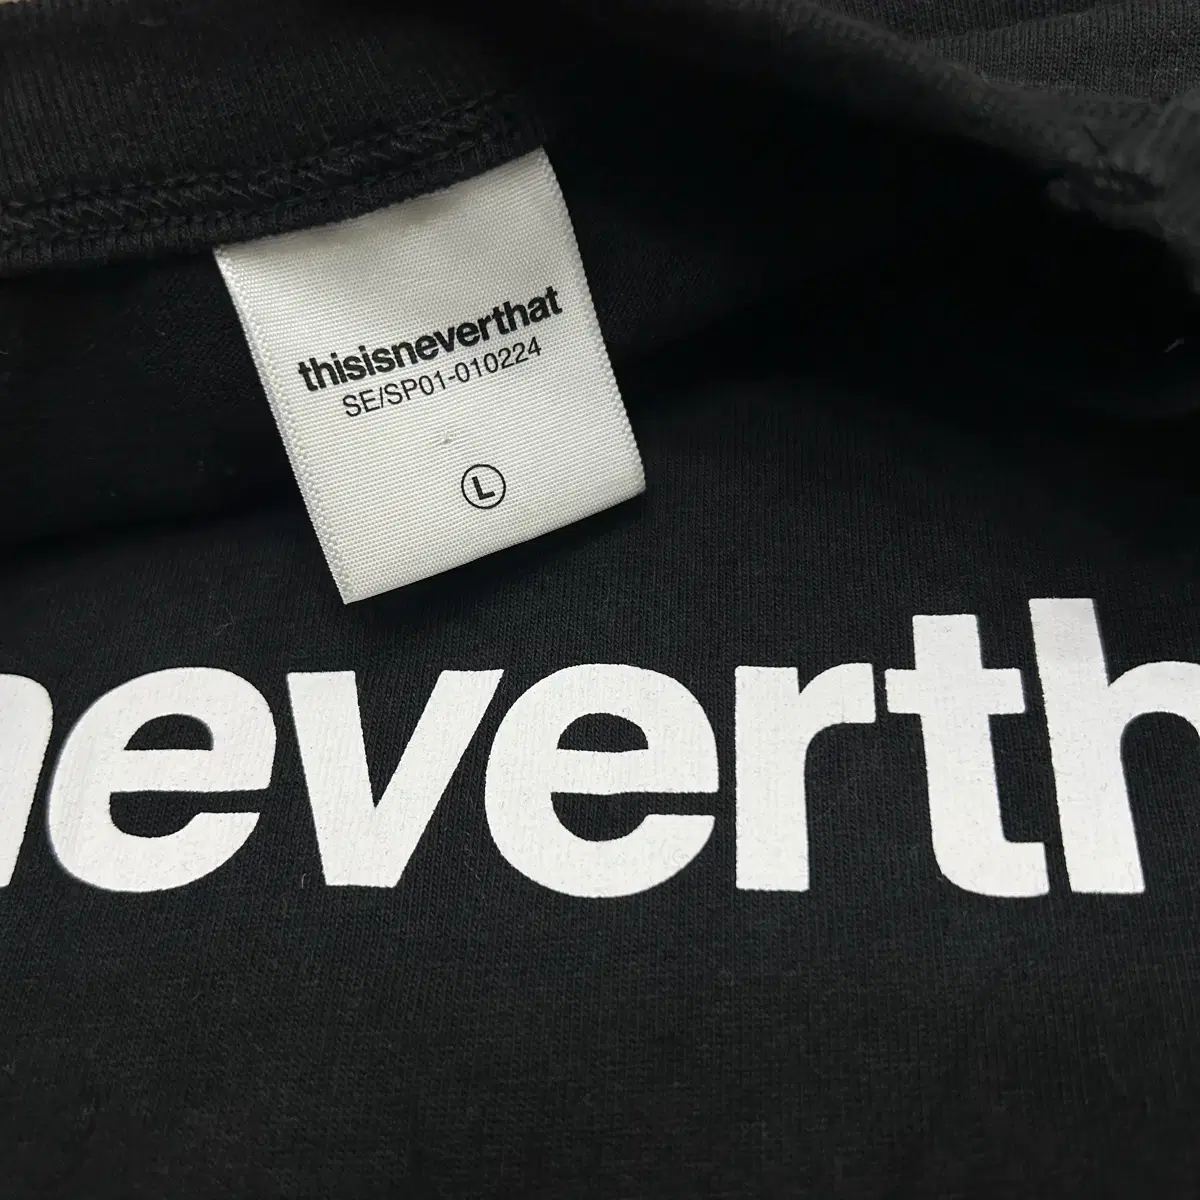 thisisneverthat
SE/SP01-010224
L
neverth